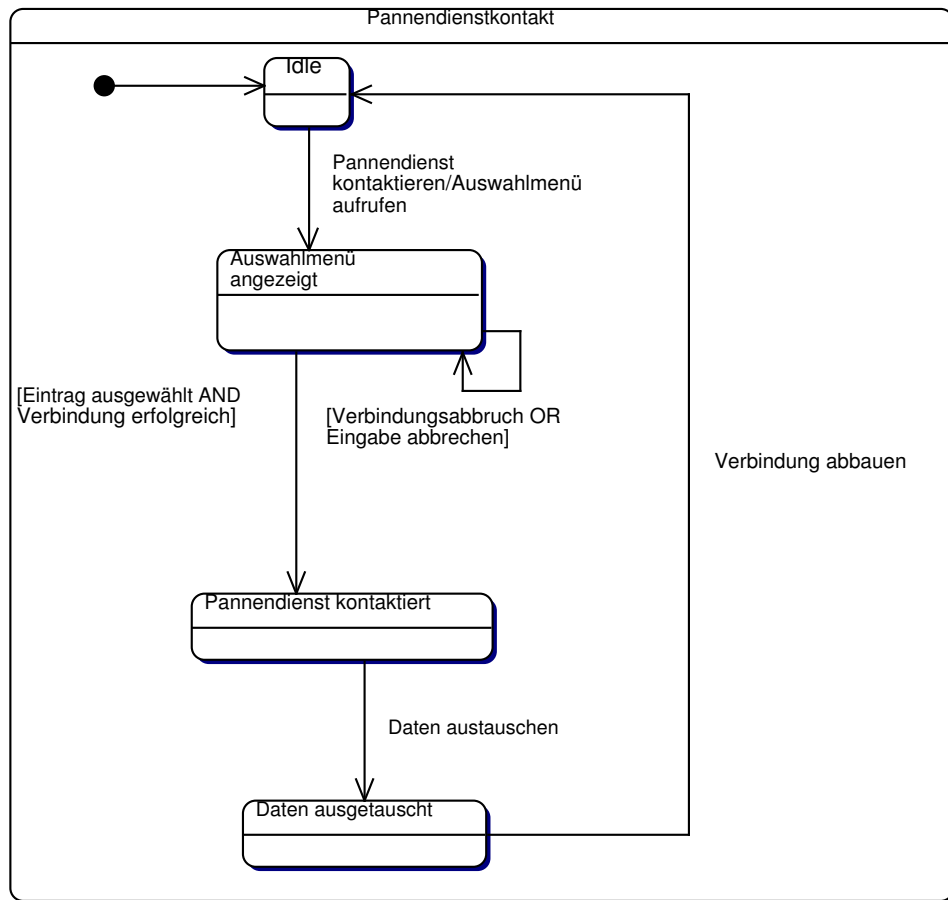 Pannendienstkontakt
Idle
Pannendienst
kontaktieren/Auswahlmenü
aufrufen
Auswahlmenü
angezeigt
[Eintrag ausgewählt AND
Verbindung erfolgreich]
[Verbindungsabbruch OR
Eingabe abbrechen]
Verbindung abbauen
Pannendienst kontaktiert
Daten austauschen
Daten ausgetauscht